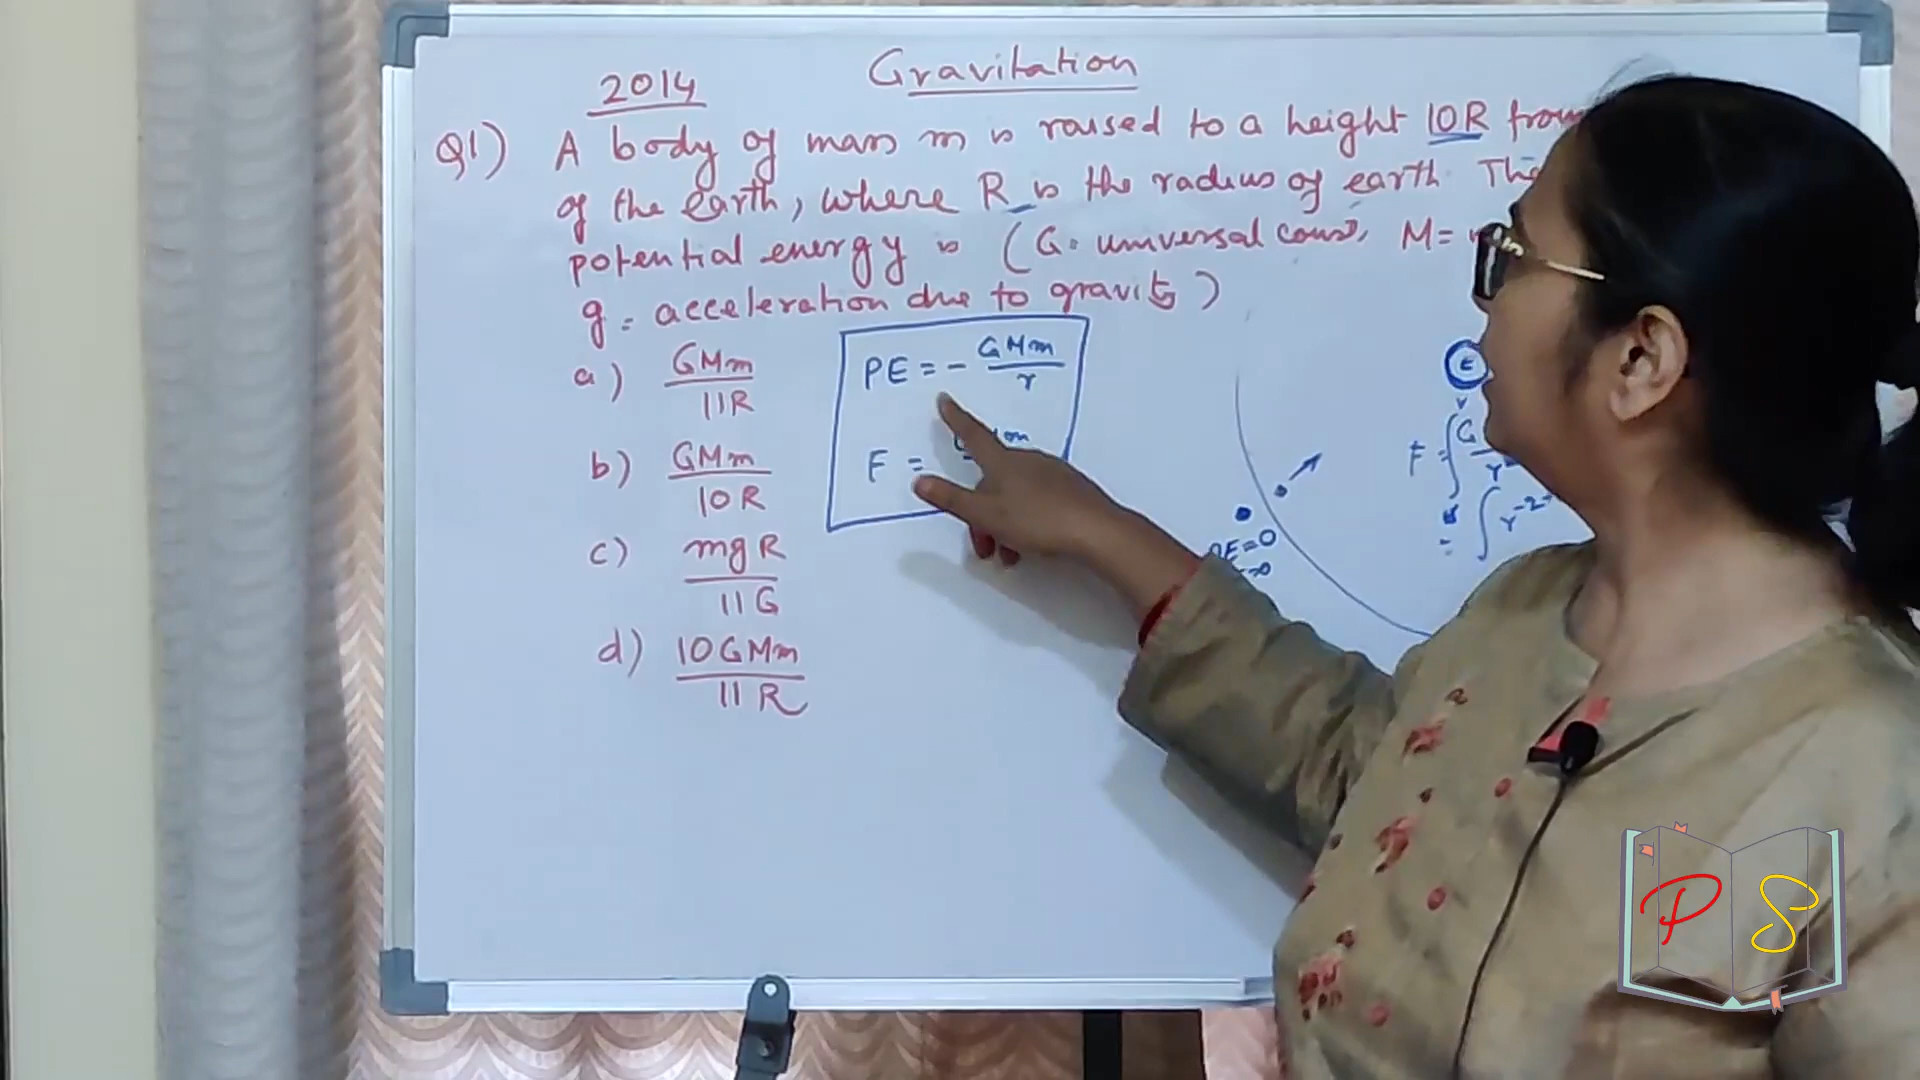 Gravitation
2014
Q1) A body of mass m is raised to a height 10R from
of the earth, where R is the radius of earth. The
potential energy is (G = universal const, M =
g = acceleration due to gravity)
a) GMm / 11R
b) GMm / 10R
c) mgR / 11G
d) 10GMm / 11R
PE = - GMm / r
F =
E
F = ∫ G
r
= ∫ r⁻²
PE=0
P S